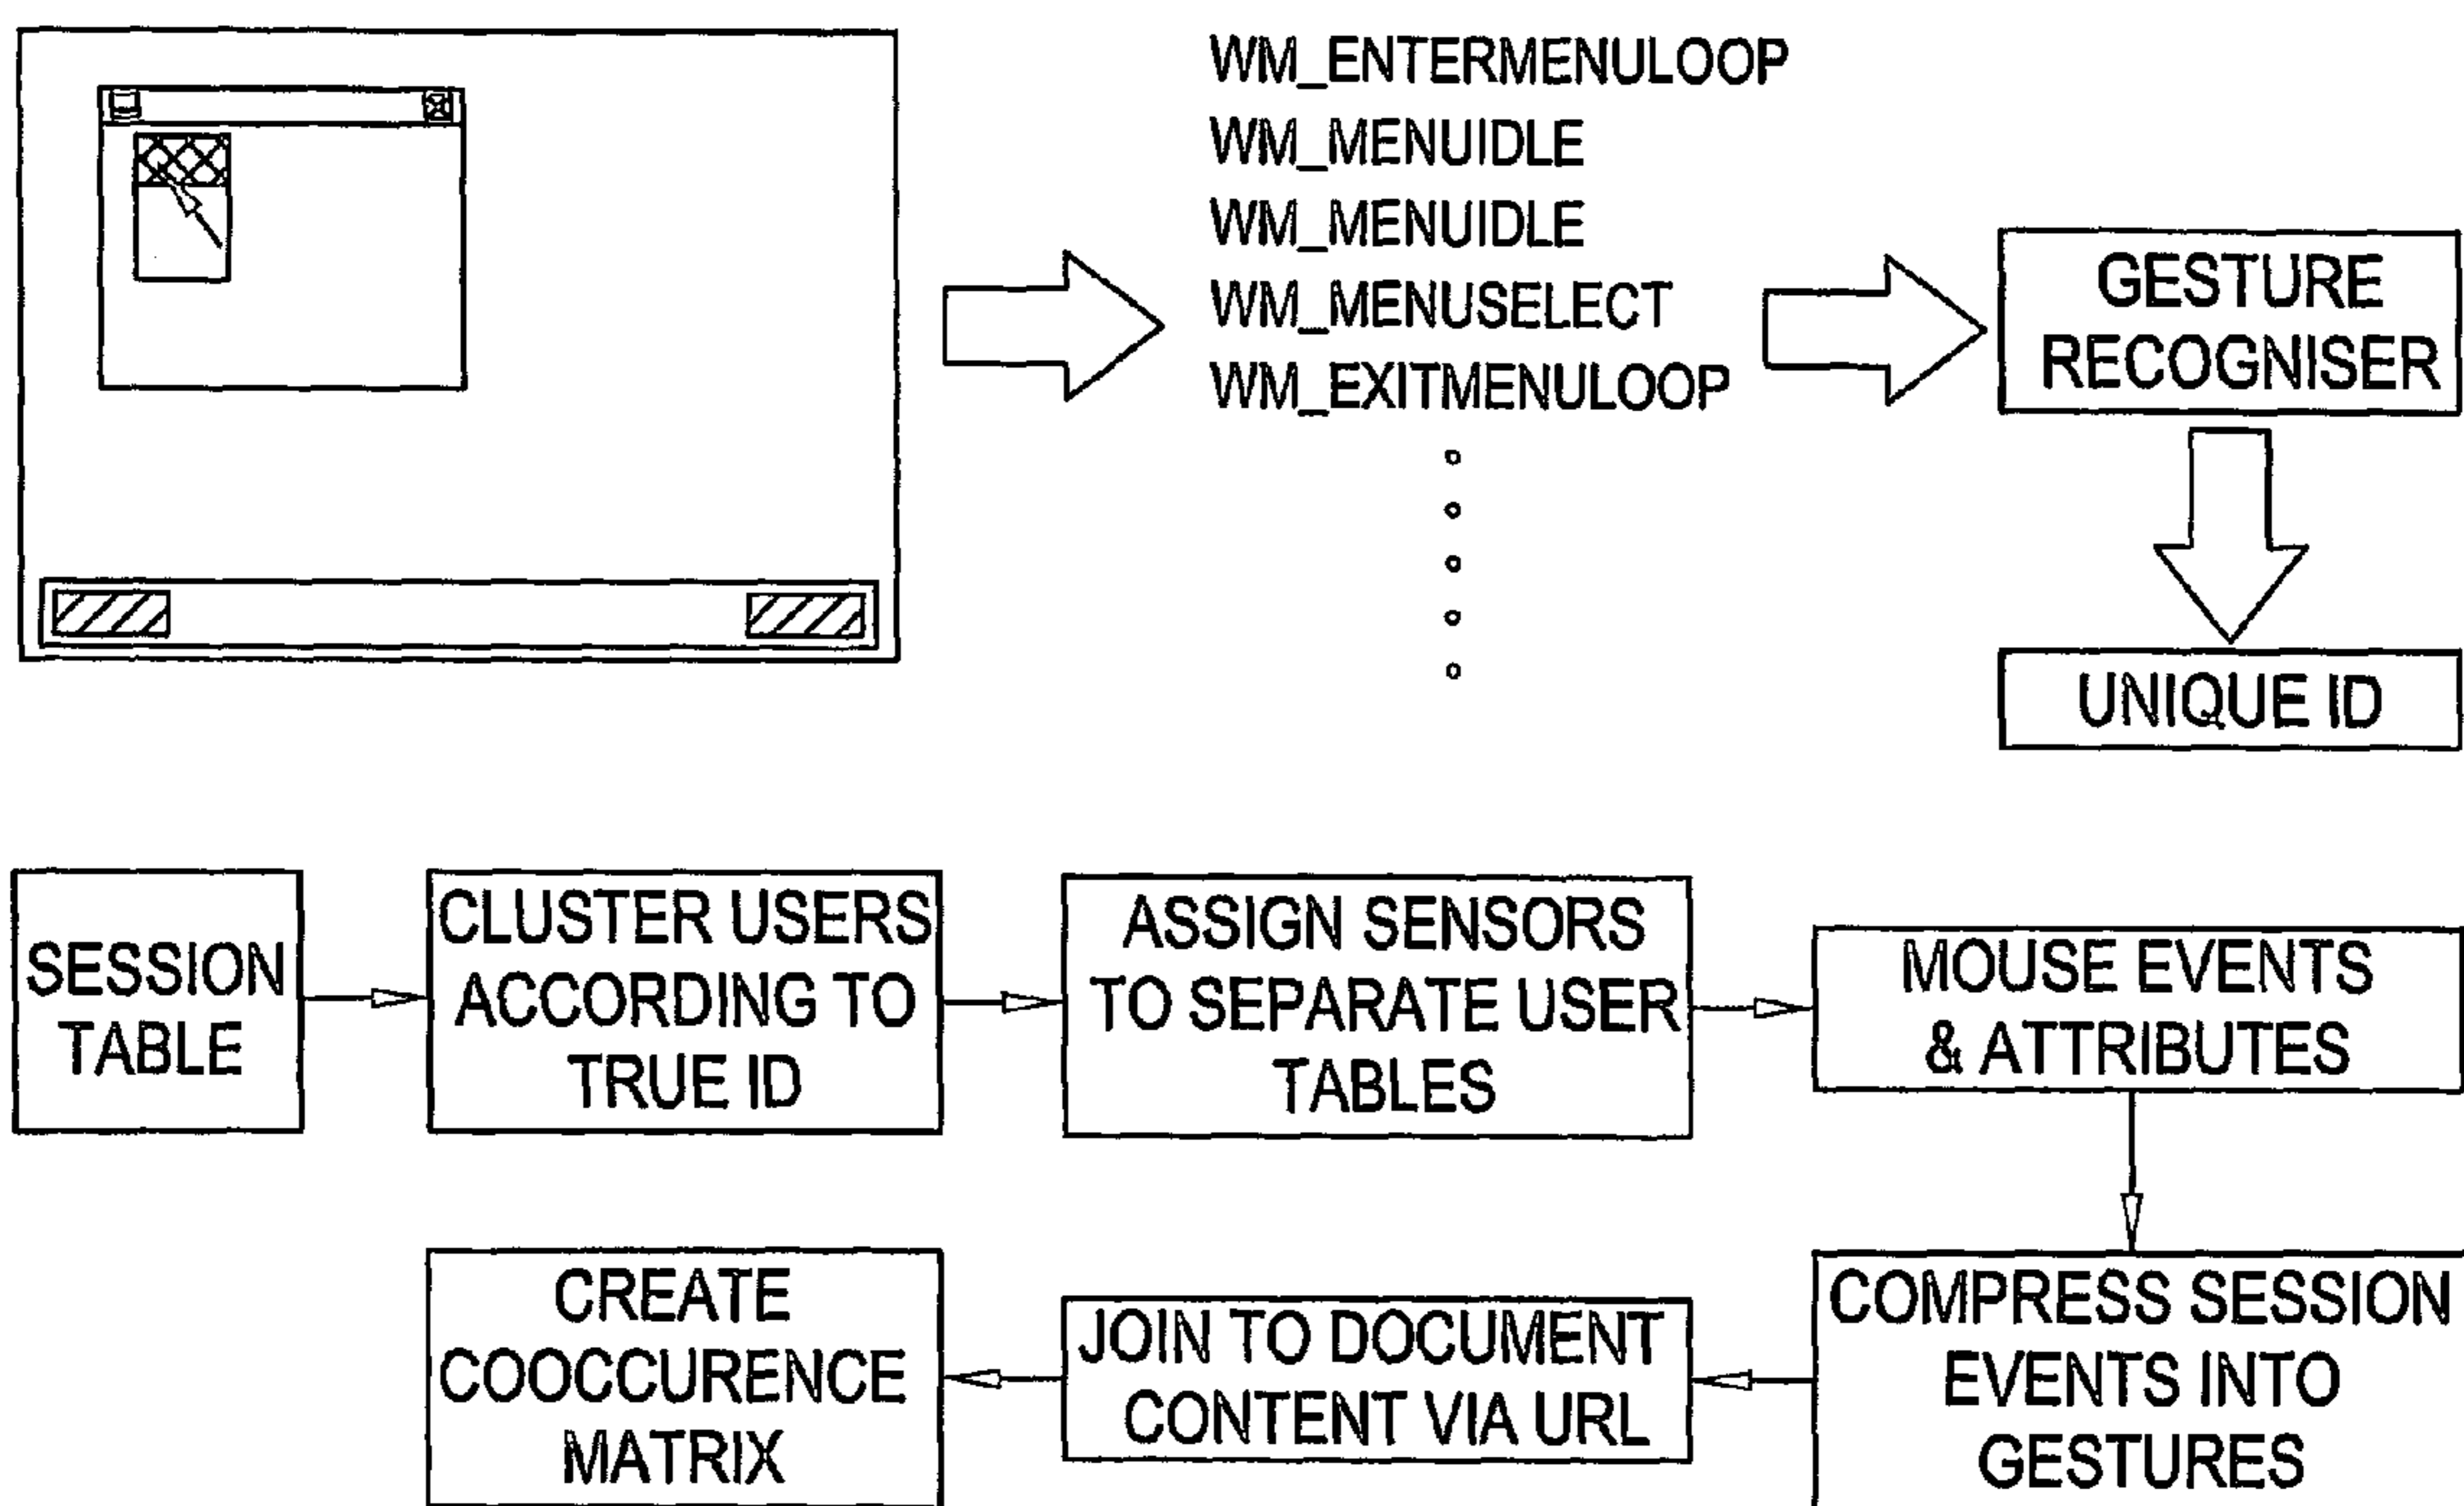 WM_ENTERMENULOOP
WM_MENUIDLE
WM_MENUIDLE
WM_MENUSELECT
WM_EXITMENULOOP
GESTURE
RECOGNISER
UNIQUE ID
SESSION
TABLE
CLUSTER USERS
ACCORDING TO
TRUE ID
ASSIGN SENSORS
TO SEPARATE USER
TABLES
MOUSE EVENTS
& ATTRIBUTES
COMPRESS SESSION
EVENTS INTO
GESTURES
JOIN TO DOCUMENT
CONTENT VIA URL
CREATE
COOCCURENCE
MATRIX